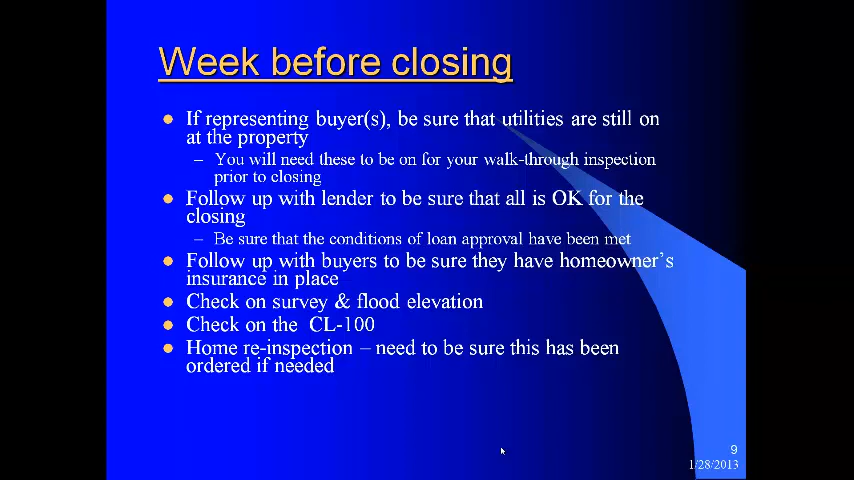 Week before closing
● If representing buyer(s), be sure that utilities are still on
at the property
– You will need these to be on for your walk-through inspection
prior to closing
● Follow up with lender to be sure that all is OK for the
closing
– Be sure that the conditions of loan approval have been met
● Follow up with buyers to be sure they have homeowner's
insurance in place
● Check on survey & flood elevation
● Check on the CL-100
● Home re-inspection – need to be sure this has been
ordered if needed
9
1/28/2013